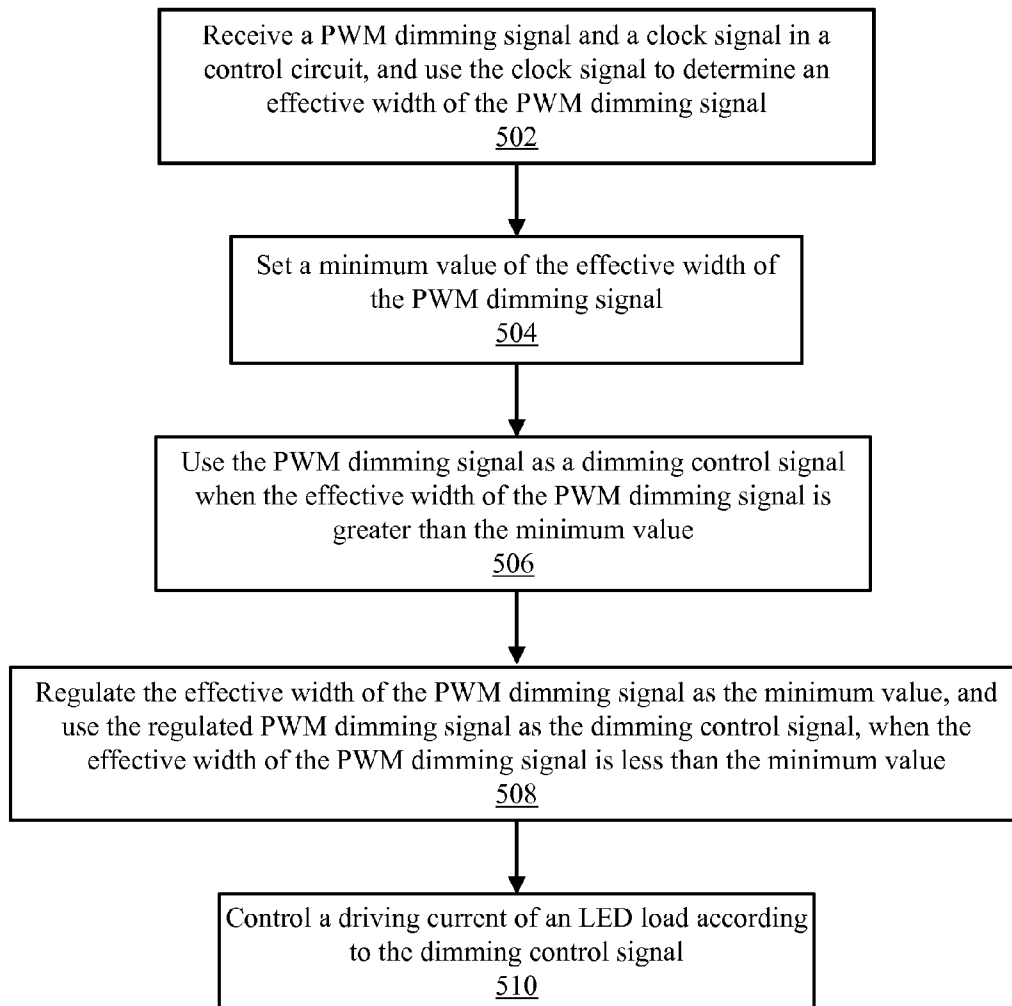 Receive a PWM dimming signal and a clock signal in a
control circuit, and use the clock signal to determine an
effective width of the PWM dimming signal
502
Set a minimum value of the effective width of
the PWM dimming signal
504
Use the PWM dimming signal as a dimming control signal
when the effective width of the PWM dimming signal is
greater than the minimum value
506
Regulate the effective width of the PWM dimming signal as the minimum value, and
use the regulated PWM dimming signal as the dimming control signal, when the
effective width of the PWM dimming signal is less than the minimum value
508
Control a driving current of an LED load according
to the dimming control signal
510